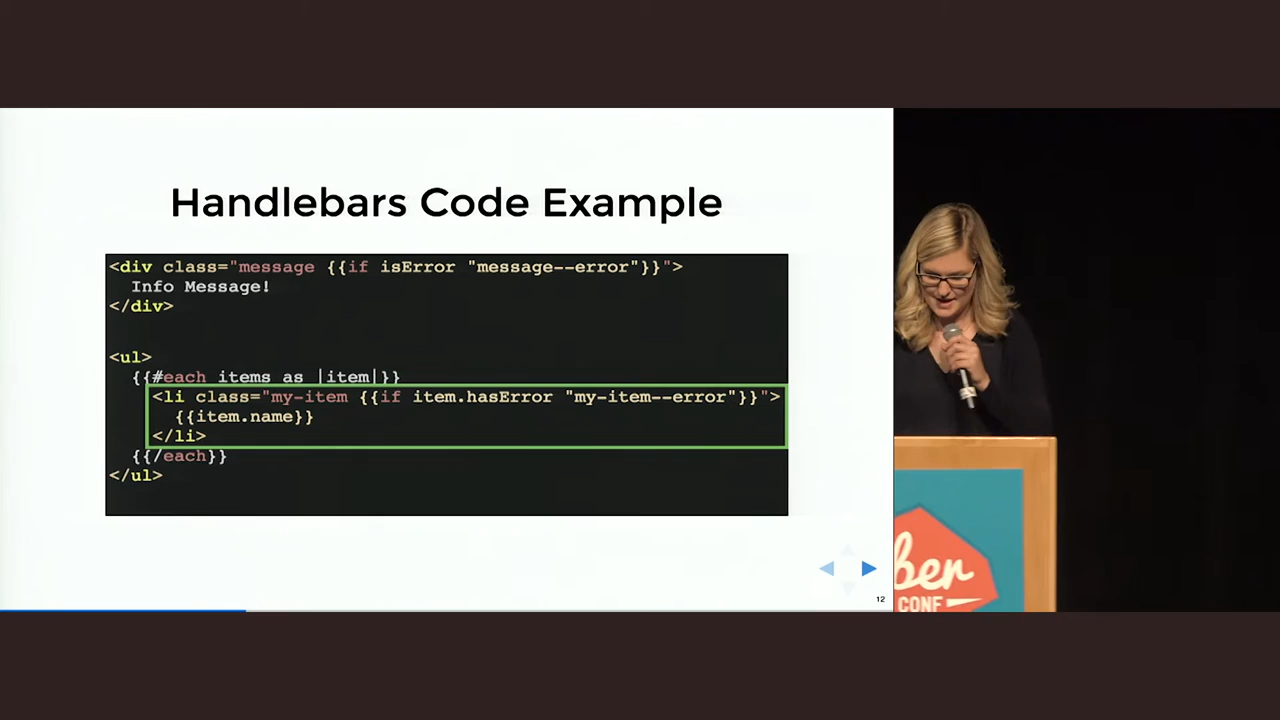 Handlebars Code Example
<div class="message {{if isError "message--error"}}">
Info Message!
</div>
<ul>
{{#each items as |item|}}
<li class="my-item {{if item.hasError "my-item--error"}}">
{{item.name}}
</li>
{{/each}}
</ul>
12
ber
CONF